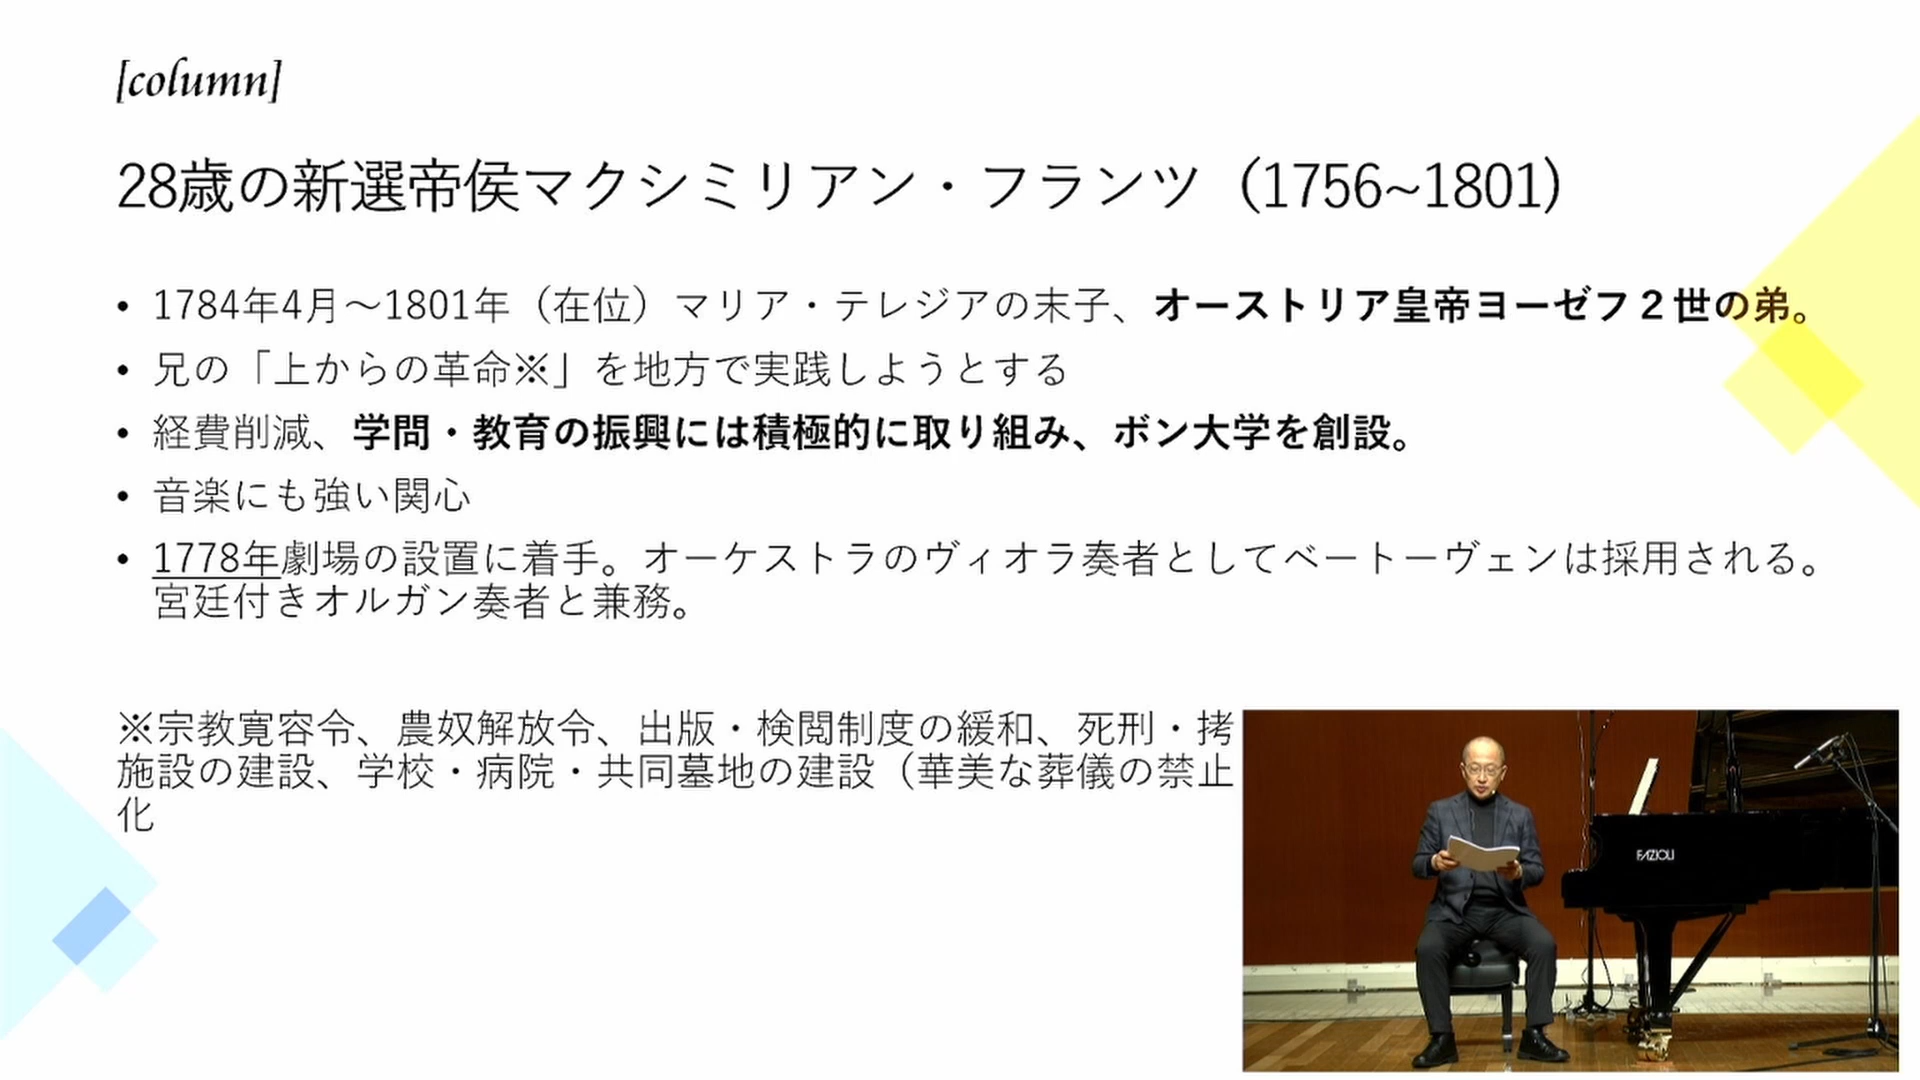 [column]
28歳の新選帝侯マクシミリアン・フランツ（1756~1801）
• 1784年4月～1801年（在位）マリア・テレジアの末子、オーストリア皇帝ヨーゼフ２世の弟。
• 兄の「上からの革命※」を地方で実践しようとする
• 経費削減、学問・教育の振興には積極的に取り組み、ボン大学を創設。
• 音楽にも強い関心
• 1778年劇場の設置に着手。オーケストラのヴィオラ奏者としてベートーヴェンは採用される。
宮廷付きオルガン奏者と兼務。
※宗教寛容令、農奴解放令、出版・検閲制度の緩和、死刑・拷
施設の建設、学校・病院・共同墓地の建設（華美な葬儀の禁止
化
FAZIOLI